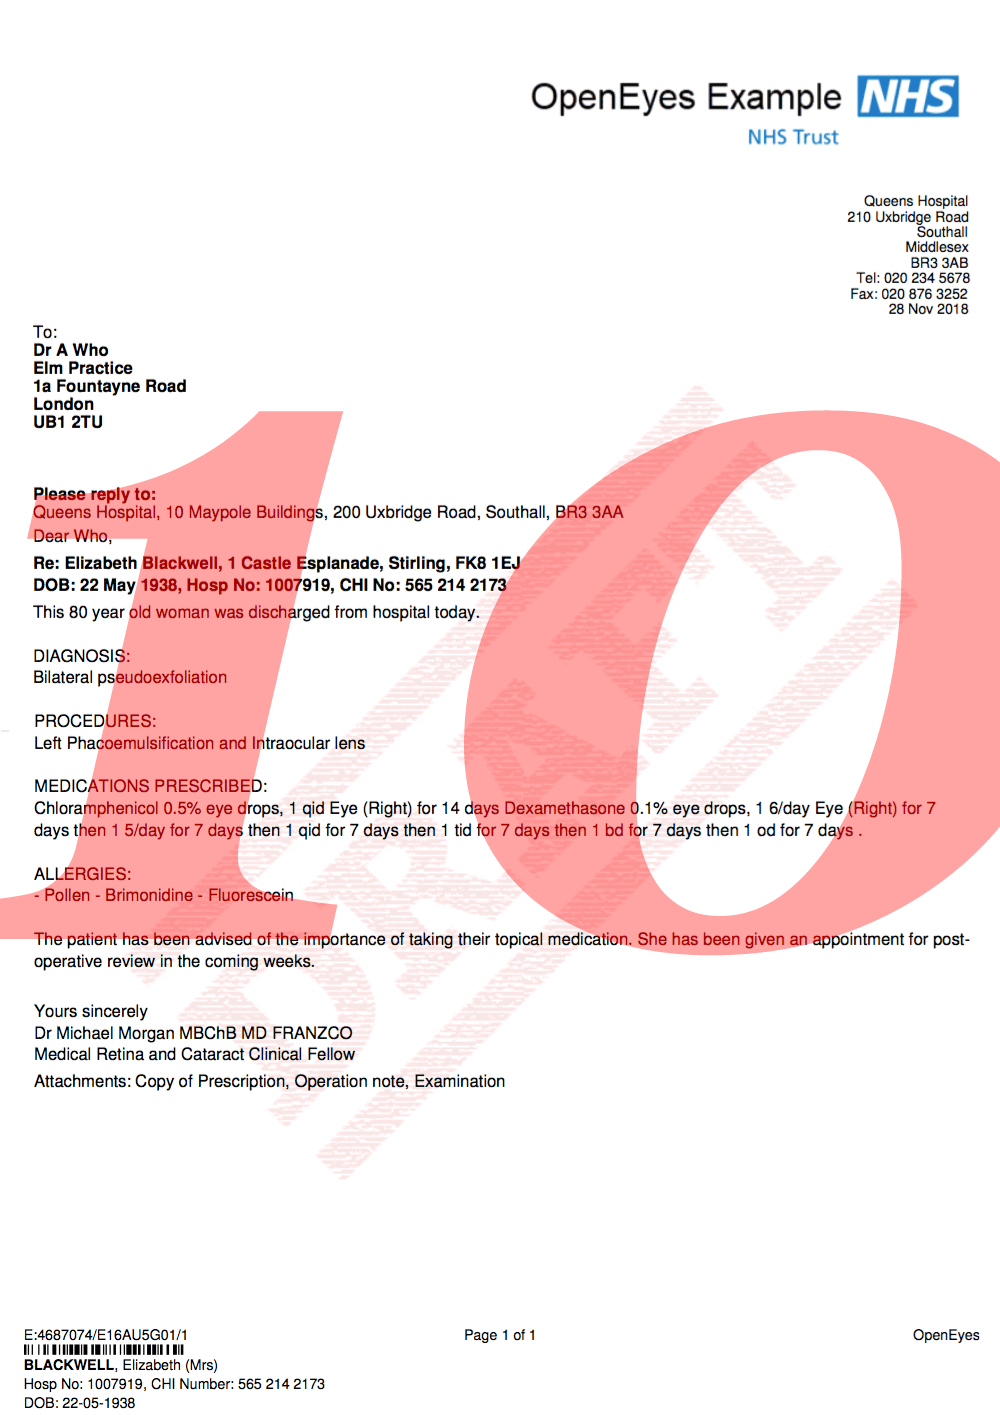 OpenEyes Example NHS
NHS Trust
Queens Hospital
210 Uxbridge Road
Southall
Middlesex
BR3 3AB
Tel: 020 234 5678
Fax: 020 876 3252
28 Nov 2018
To:
Dr A Who
Elm Practice
1a Fountayne Road
London
UB1 2TU
10
DRAFT
Please reply to:
Queens Hospital, 10 Maypole Buildings, 200 Uxbridge Road, Southall, BR3 3AA
Dear Who,
Re: Elizabeth Blackwell, 1 Castle Esplanade, Stirling, FK8 1EJ
DOB: 22 May 1938, Hosp No: 1007919, CHI No: 565 214 2173
This 80 year old woman was discharged from hospital today.
DIAGNOSIS:
Bilateral pseudoexfoliation
PROCEDURES:
Left Phacoemulsification and Intraocular lens
MEDICATIONS PRESCRIBED:
Chloramphenicol 0.5% eye drops, 1 qid Eye (Right) for 14 days Dexamethasone 0.1% eye drops, 1 6/day Eye (Right) for 7
days then 1 5/day for 7 days then 1 qid for 7 days then 1 tid for 7 days then 1 bd for 7 days then 1 od for 7 days .
ALLERGIES:
- Pollen - Brimonidine - Fluorescein
The patient has been advised of the importance of taking their topical medication. She has been given an appointment for post-
operative review in the coming weeks.
Yours sincerely
Dr Michael Morgan MBChB MD FRANZCO
Medical Retina and Cataract Clinical Fellow
Attachments: Copy of Prescription, Operation note, Examination
E:4687074/E16AU5G01/1
Page 1 of 1
OpenEyes
BLACKWELL, Elizabeth (Mrs)
Hosp No: 1007919, CHI Number: 565 214 2173
DOB: 22-05-1938